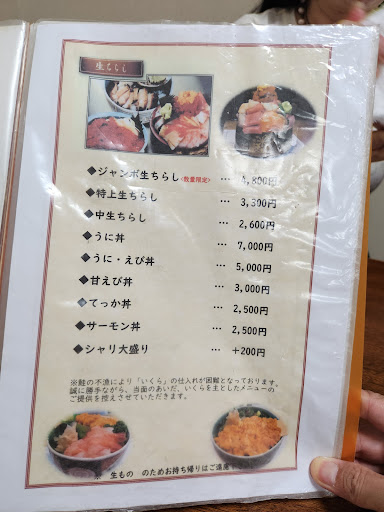 生ちらし
◆ジャンボ生ちらし<数量限定> … 4,800円
◆特上生ちらし … 3,300円
◆中生ちらし … 2,600円
◆うに丼 … 7,000円
◆うに・えび丼 … 5,000円
◆甘えび丼 … 3,000円
◆てっか丼 … 2,500円
◆サーモン丼 … 2,500円
◆シャリ大盛り … +200円
※鮭の不漁により「いくら」の仕入れが困難となっております。
誠に勝手ながら、当面のあいだ、いくらを主としたメニューの
ご提供を控えさせていただきます。
※ 生もの のためお持ち帰りはご遠慮